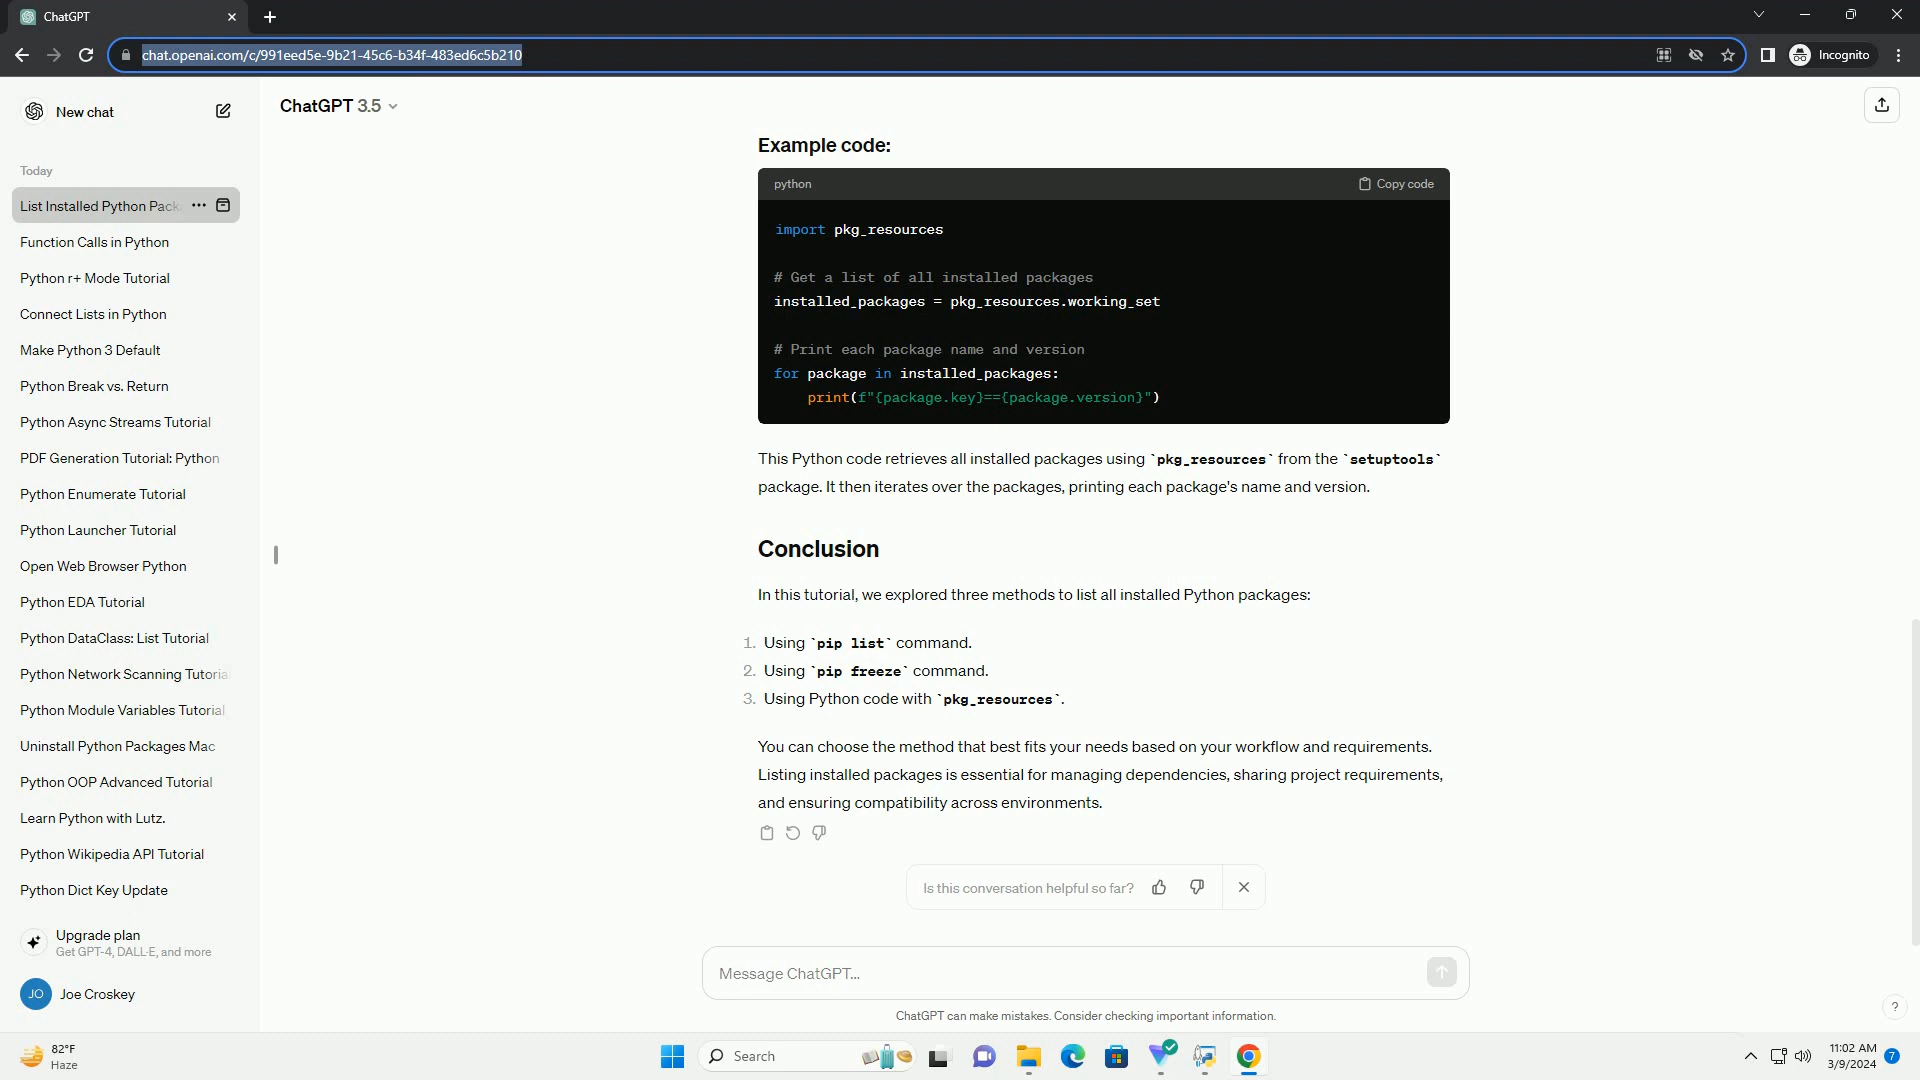 ChatGPT
chat.openai.com/c/991eed5e-9b21-45c6-b34f-483ed6c5b210
Incognito
New chat
ChatGPT 3.5
Today
List Installed Python Pack
Function Calls in Python
Python r+ Mode Tutorial
Connect Lists in Python
Make Python 3 Default
Python Break vs. Return
Python Async Streams Tutorial
PDF Generation Tutorial: Python
Python Enumerate Tutorial
Python Launcher Tutorial
Open Web Browser Python
Python EDA Tutorial
Python DataClass: List Tutorial
Python Network Scanning Tutoria
Python Module Variables Tutorial
Uninstall Python Packages Mac
Python OOP Advanced Tutorial
Learn Python with Lutz.
Python Wikipedia API Tutorial
Python Dict Key Update
Upgrade plan
Get GPT-4, DALL·E, and more
JO Joe Croskey
Example code:
python Copy code
import pkg_resources
# Get a list of all installed packages
installed_packages = pkg_resources.working_set
# Print each package name and version
for package in installed_packages:
print(f"{package.key}=={package.version}")
This Python code retrieves all installed packages using `pkg_resources` from the `setuptools`
package. It then iterates over the packages, printing each package's name and version.
Conclusion
In this tutorial, we explored three methods to list all installed Python packages:
1. Using `pip list` command.
2. Using `pip freeze` command.
3. Using Python code with `pkg_resources`.
You can choose the method that best fits your needs based on your workflow and requirements.
Listing installed packages is essential for managing dependencies, sharing project requirements,
and ensuring compatibility across environments.
Is this conversation helpful so far?
Message ChatGPT...
ChatGPT can make mistakes. Consider checking important information.
?
82°F
Haze
Search
11:02 AM
3/9/2024
7